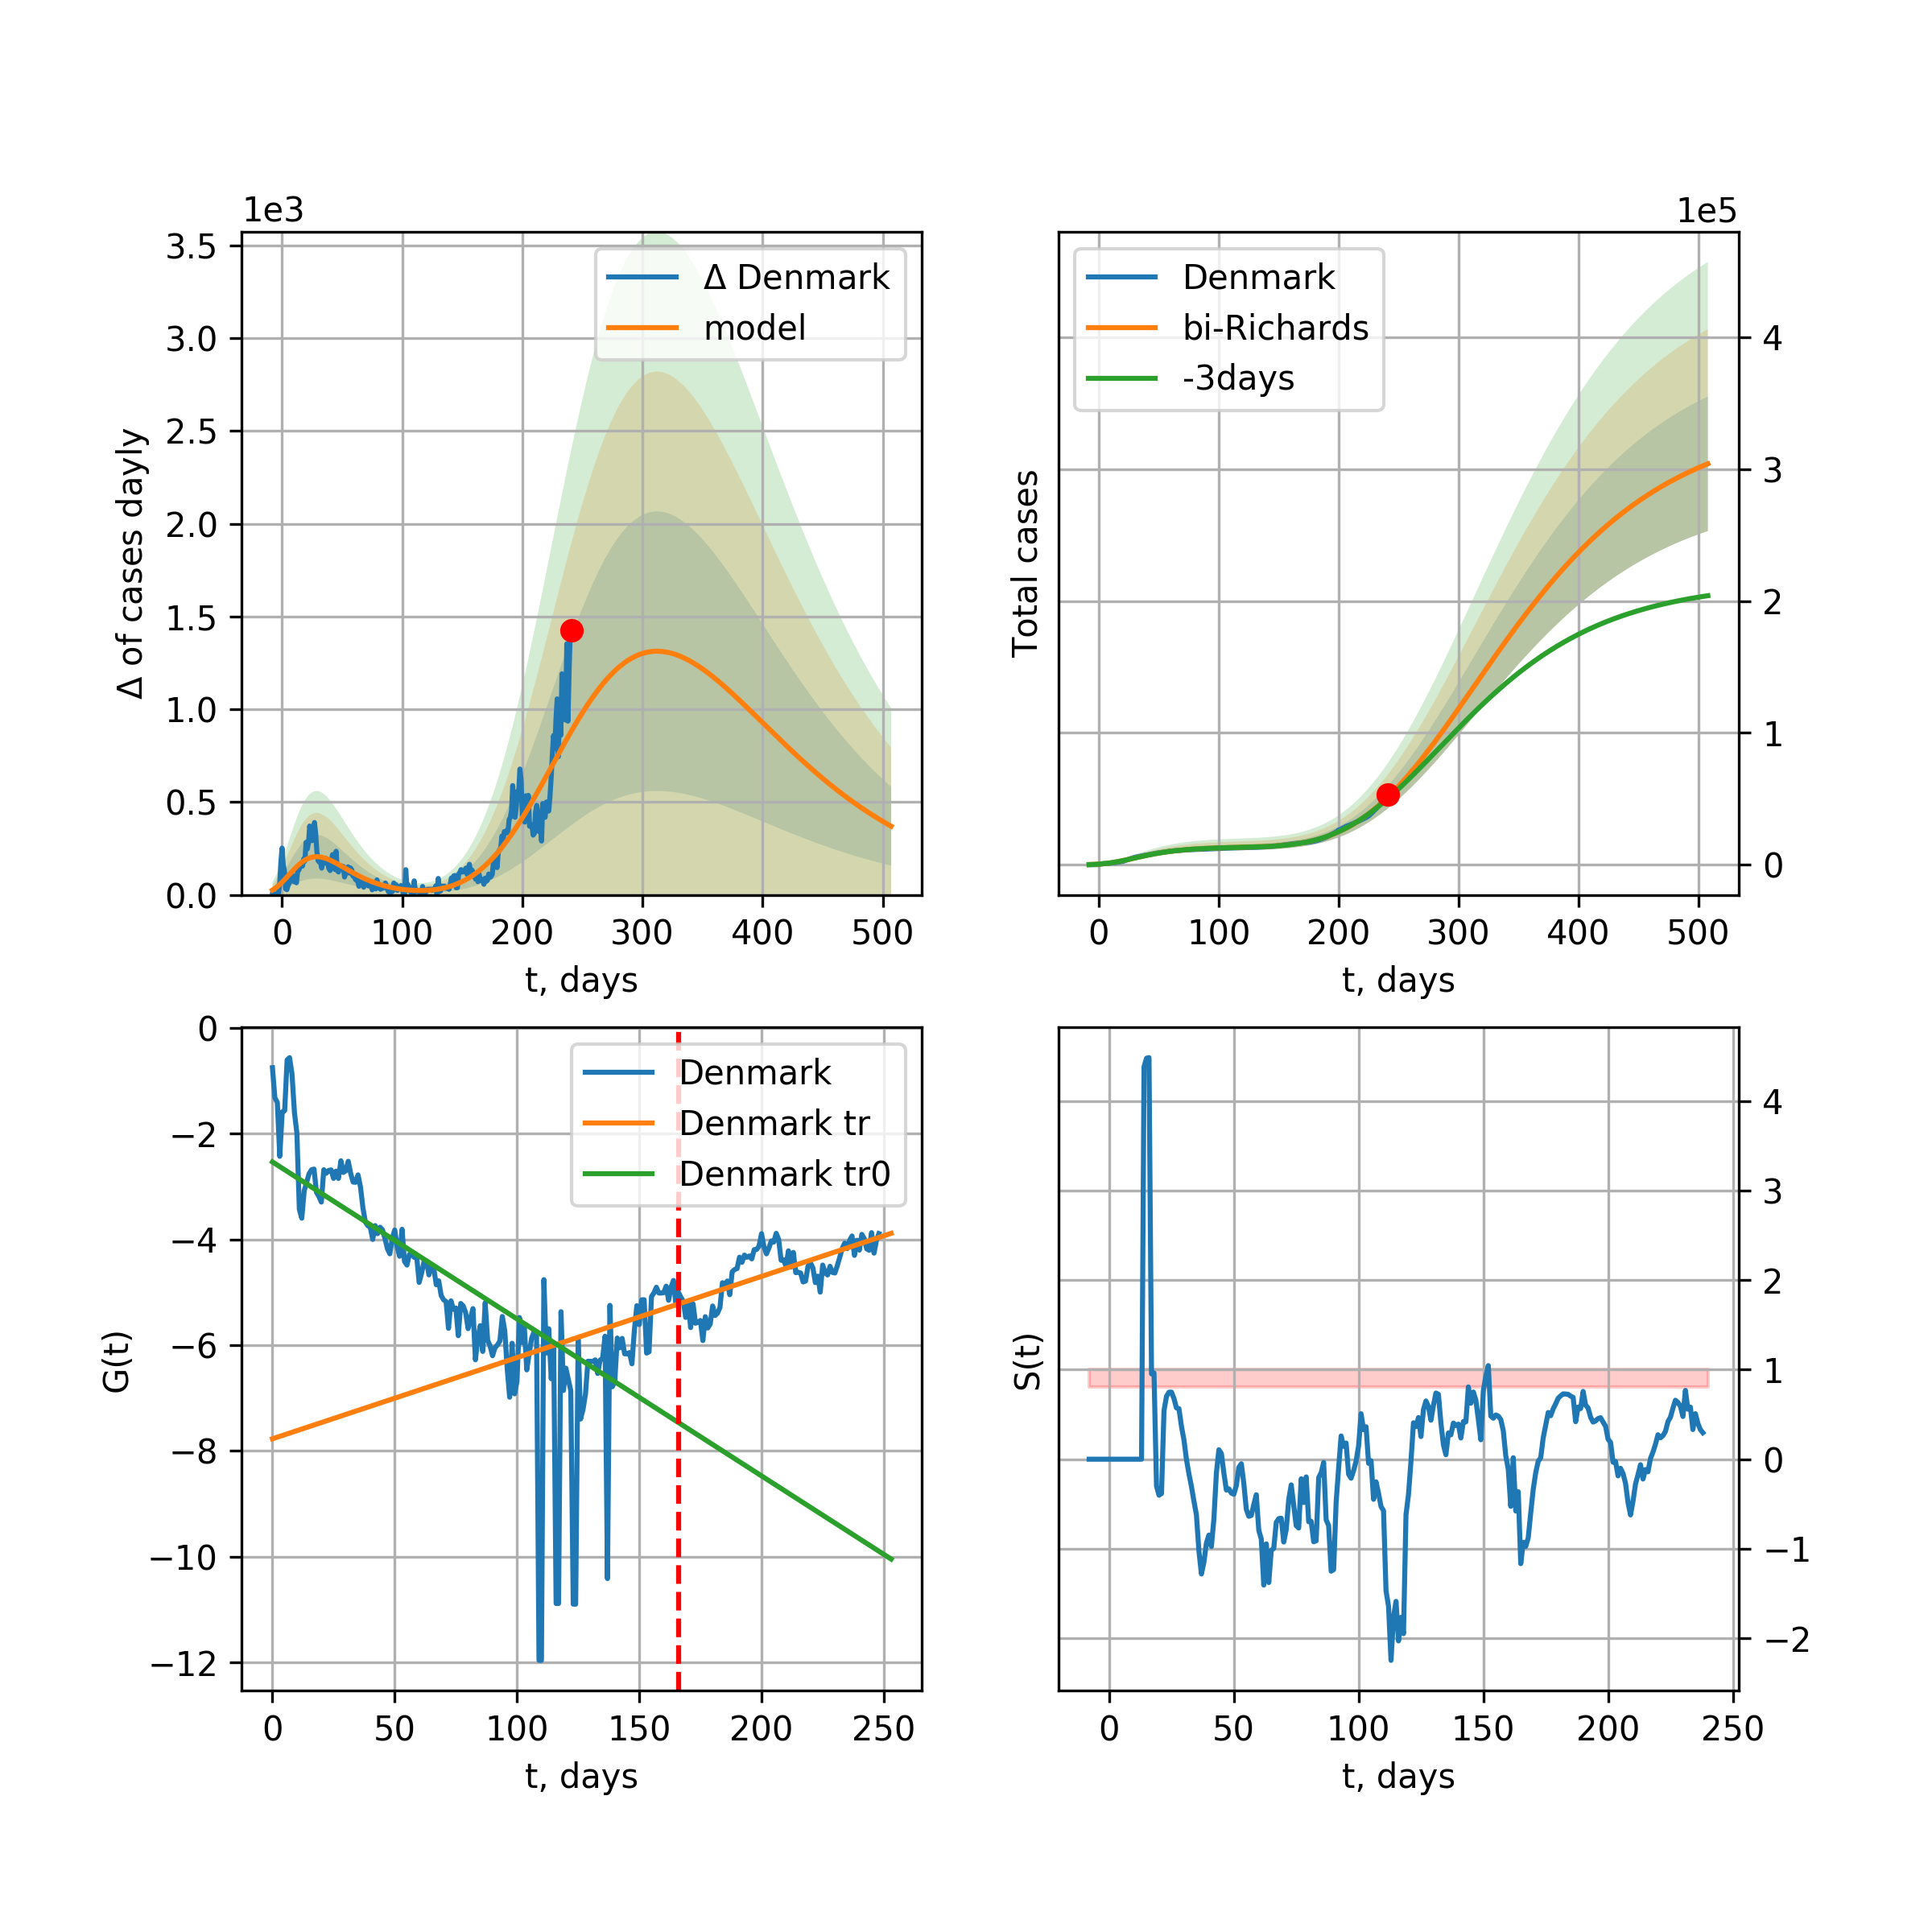 1e3
3.5
3.0
2.5
2.0
1.5
1.0
0.5
0.0
Δ of cases dayly
Δ Denmark
model
0 100 200 300 400 500
t, days
1e5
Denmark
bi-Richards
-3days
Total cases
4
3
2
1
0
0 100 200 300 400 500
t, days
0
−2
−4
−6
−8
−10
−12
G(t)
Denmark
Denmark tr
Denmark tr0
0 50 100 150 200 250
t, days
S(t)
4
3
2
1
0
−1
−2
0 50 100 150 200 250
t, days